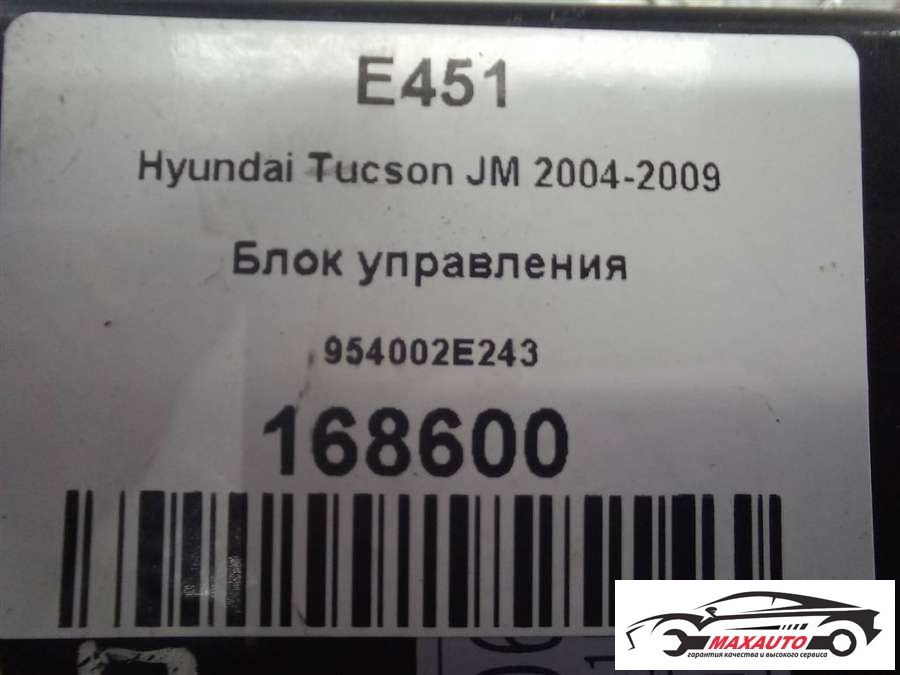 E451
Hyundai Tucson JM 2004-2009
Блок управления
954002E243
168600
MAXAUTO
гарантия качества и высокого сервиса